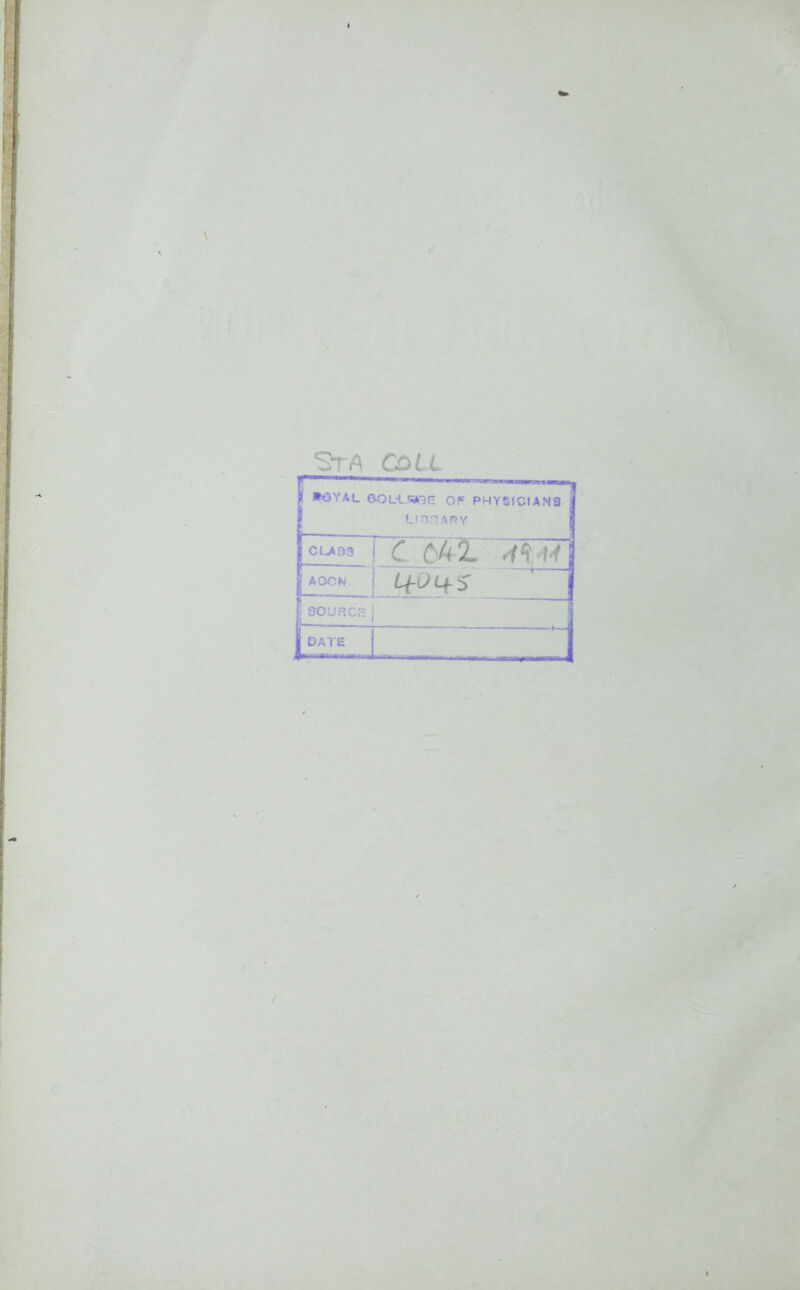 STA COLL
ROYAL COLLEGE OF PHYSICIANS
LIBRARY
CLASS C 042 1911
ACCN. 4045
SOURCE
DATE